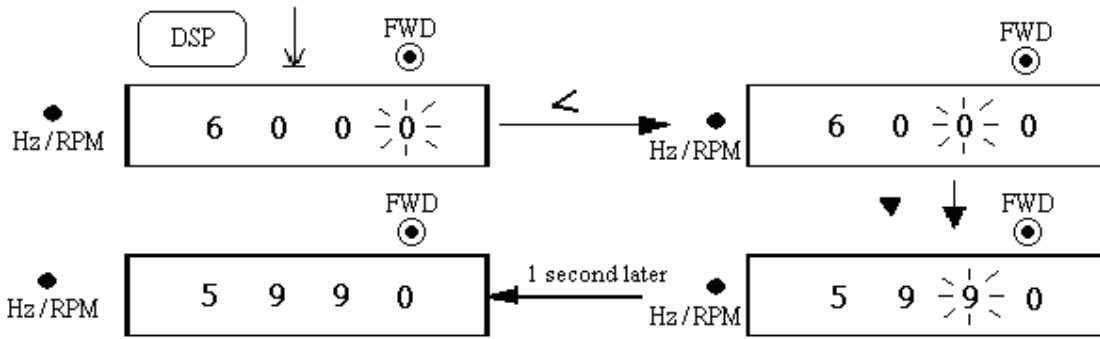 DSP
FWD
FWD
Hz/RPM
6 0 0 0
<
Hz/RPM
6 0 0 0
FWD
FWD
Hz/RPM
5 9 9 0
1 second later
Hz/RPM
5 9 9 0